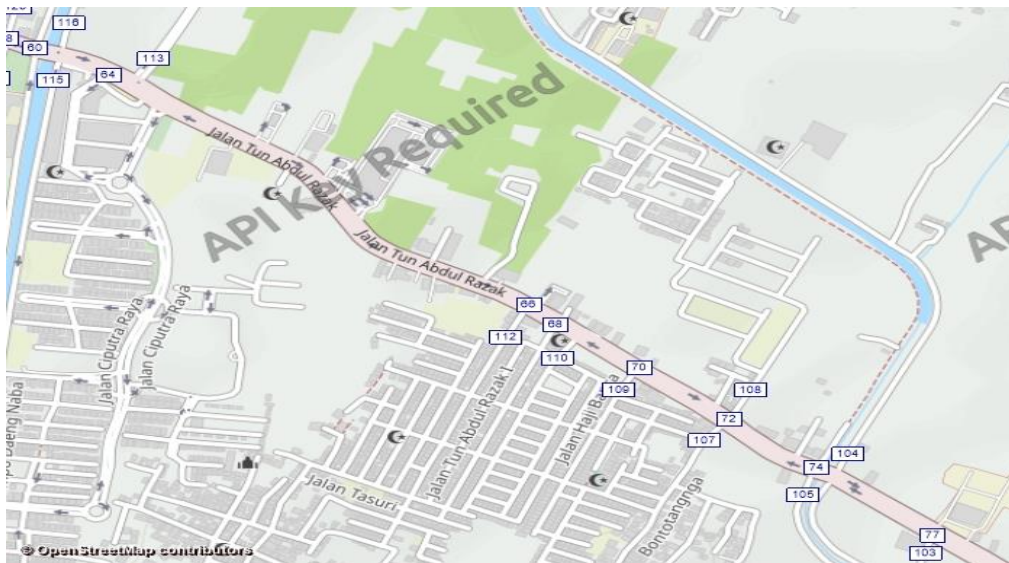 116
60
115
64
113
Jalan Tun Abdul Razak
API Key Required
Jalan Tun Abdul Razak
66
68
112
110
70
109
108
72
107
104
74
105
77
103
Jalan Ciputra Raya
Jalan Ciputra Raya
Jalan Tun Abdul Razak I
Jalan Haji
Jalan Tasuri
Bontotangnga
Daeng Naba
© OpenStreetMap contributors